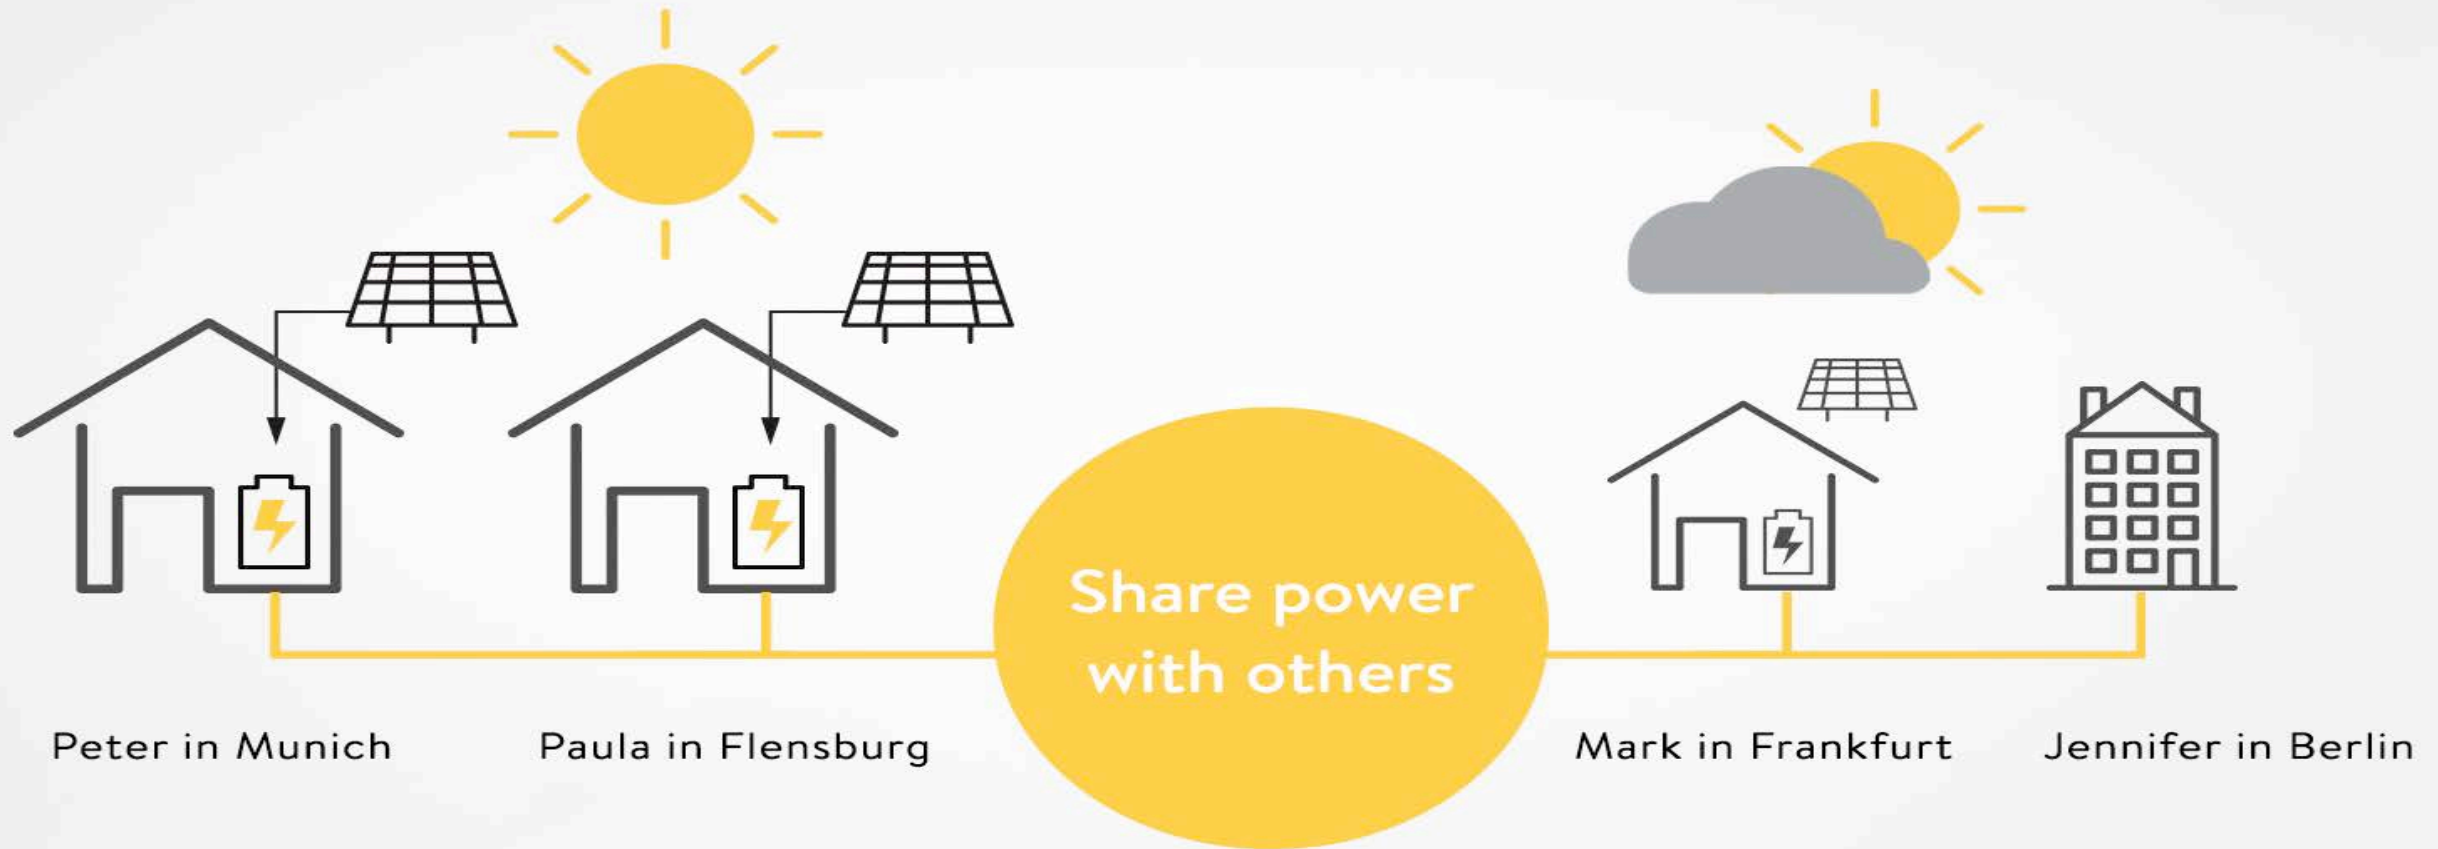 Share power
with others
Peter in Munich
Paula in Flensburg
Mark in Frankfurt
Jennifer in Berlin